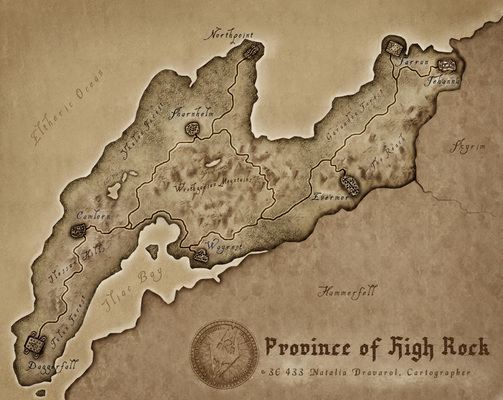 Northpoint
Farrun
Jehanna
Eltheric Ocean
Shornhelm
Skyrim
Wrothgarian Mountains
Evermor
Camlorn
Wayrest
Iliac Bay
Hammerfell
Daggerfall
Province of High Rock
© 3E 433 Natalia Dravarol, Cartographer